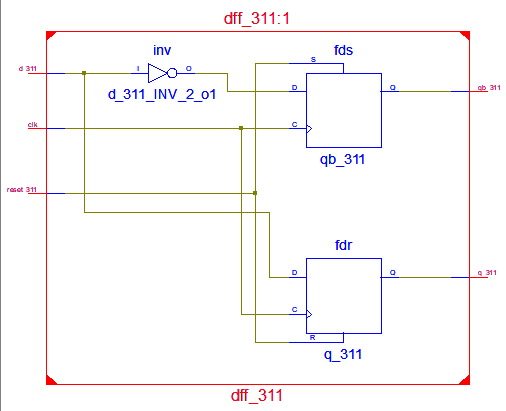 dff_311:1
inv
fds
d_311
I
O
S
D
Q
qb_311
d_311_INV_2_o1
clk
C
qb_311
reset_311
fdr
D
Q
q_311
C
R
q_311
dff_311